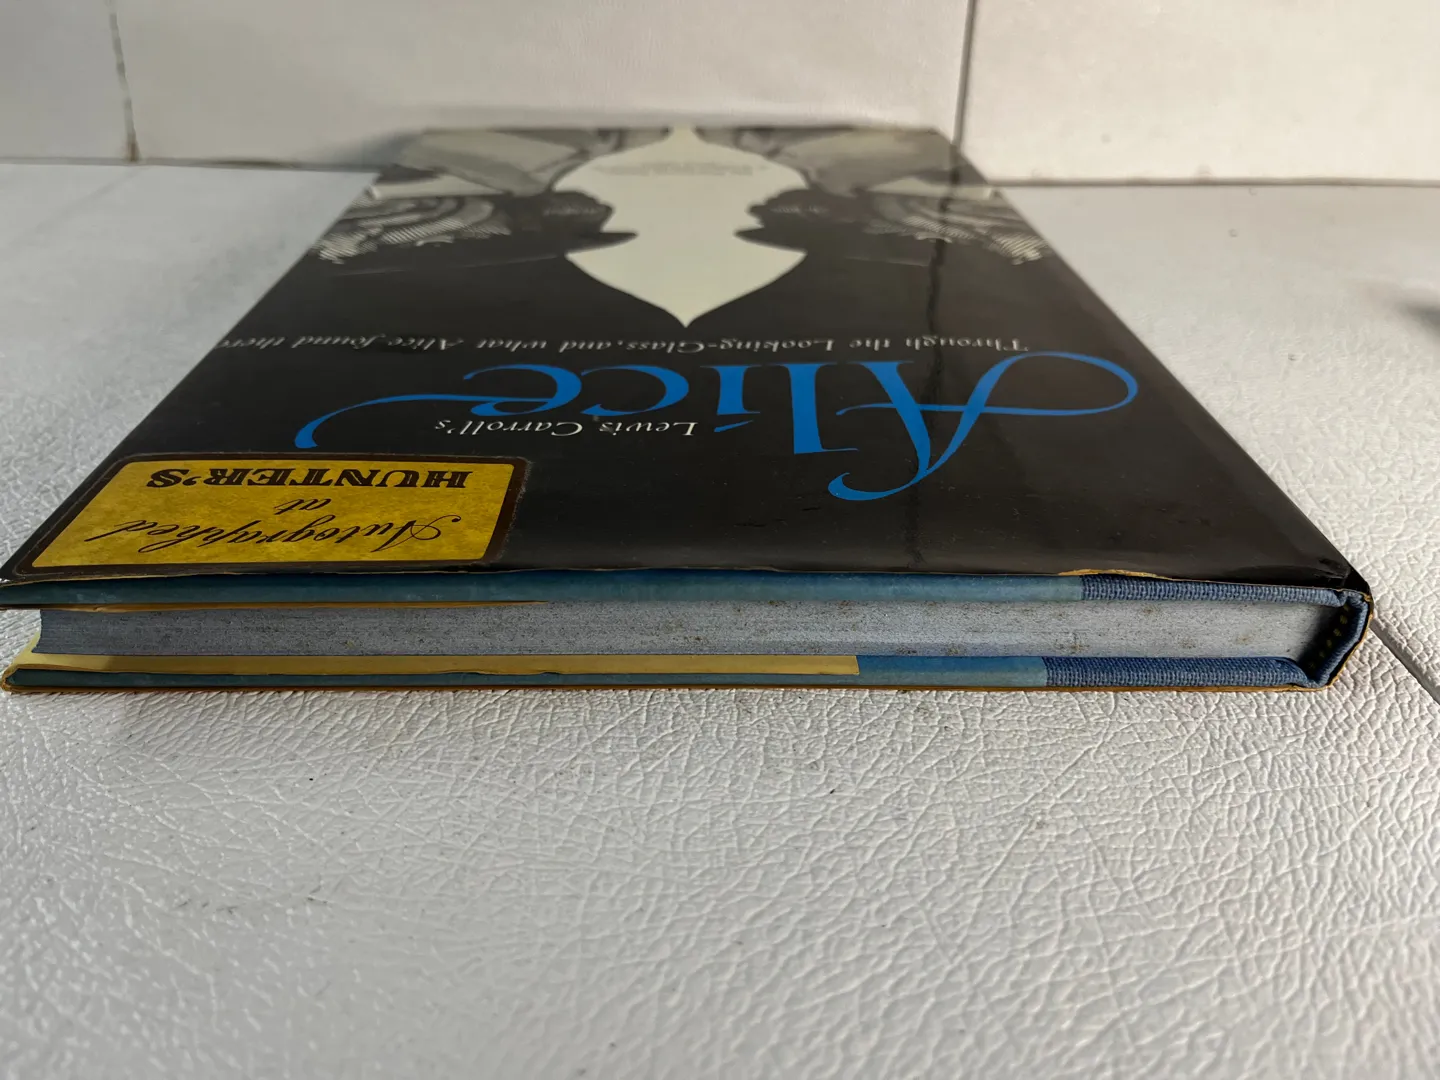 Autographed
at
HUNTER'S
Lewis Carroll's
Alice
Through the Looking-Glass, and what Alice found there